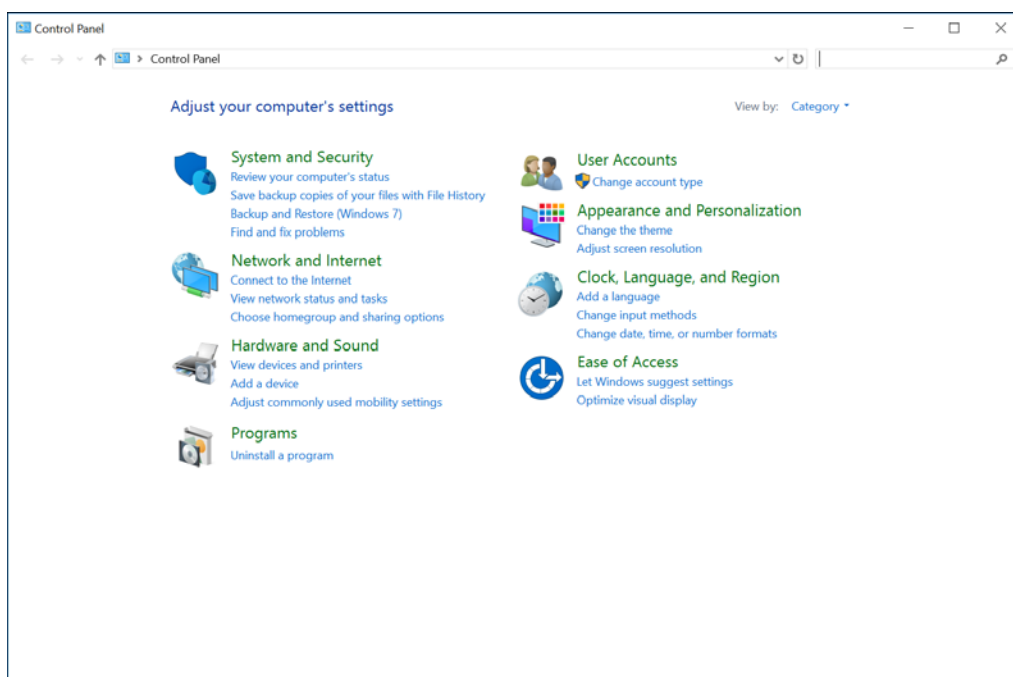 Control Panel
Control Panel
Adjust your computer's settings
View by: Category
System and Security
Review your computer's status
Save backup copies of your files with File History
Backup and Restore (Windows 7)
Find and fix problems
Network and Internet
Connect to the Internet
View network status and tasks
Choose homegroup and sharing options
Hardware and Sound
View devices and printers
Add a device
Adjust commonly used mobility settings
Programs
Uninstall a program
User Accounts
Change account type
Appearance and Personalization
Change the theme
Adjust screen resolution
Clock, Language, and Region
Add a language
Change input methods
Change date, time, or number formats
Ease of Access
Let Windows suggest settings
Optimize visual display